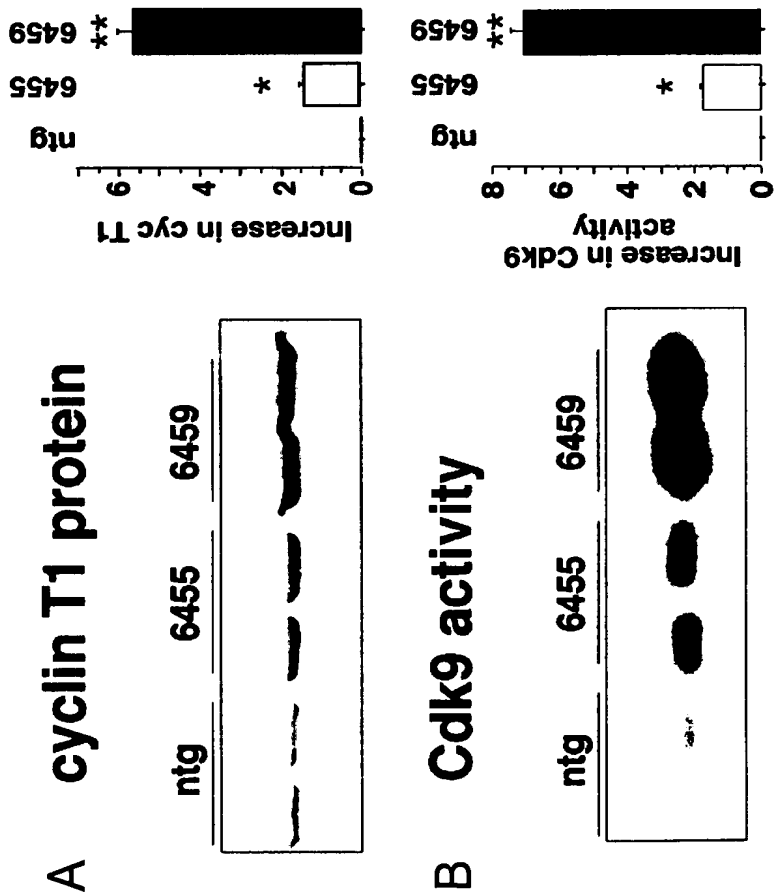 A cyclin T1 protein
ntg 6455 6459
Increase in cyc T1
6
4
2
0
ntg 6455 6459
*
**
B Cdk9 activity
ntg 6455 6459
Increase in Cdk9
activity
8
6
4
2
0
ntg 6455 6459
*
**